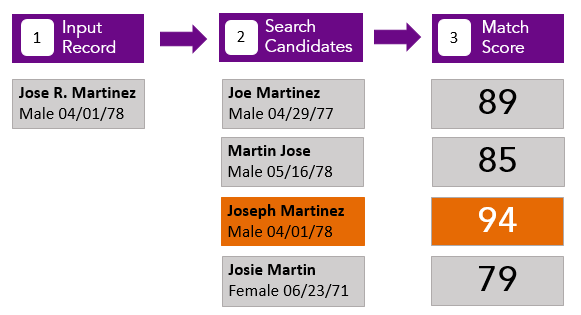 1 Input Record
2 Search Candidates
3 Match Score
Jose R. Martinez
Male 04/01/78
Joe Martinez
Male 04/29/77
89
Martin Jose
Male 05/16/78
85
Joseph Martinez
Male 04/01/78
94
Josie Martin
Female 06/23/71
79